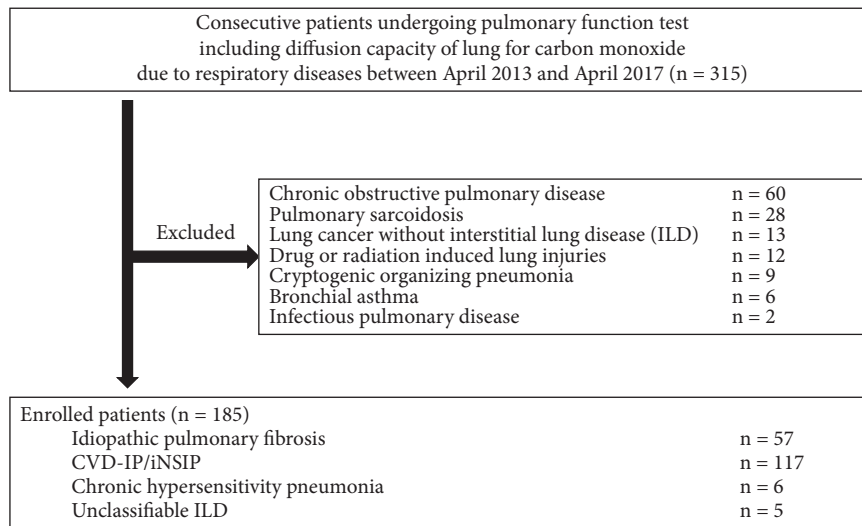 Consecutive patients undergoing pulmonary function test
including diffusion capacity of lung for carbon monoxide
due to respiratory diseases between April 2013 and April 2017 (n = 315)
Excluded
Chronic obstructive pulmonary disease n = 60
Pulmonary sarcoidosis n = 28
Lung cancer without interstitial lung disease (ILD) n = 13
Drug or radiation induced lung injuries n = 12
Cryptogenic organizing pneumonia n = 9
Bronchial asthma n = 6
Infectious pulmonary disease n = 2
Enrolled patients (n = 185)
Idiopathic pulmonary fibrosis n = 57
CVD-IP/iNSIP n = 117
Chronic hypersensitivity pneumonia n = 6
Unclassifiable ILD n = 5